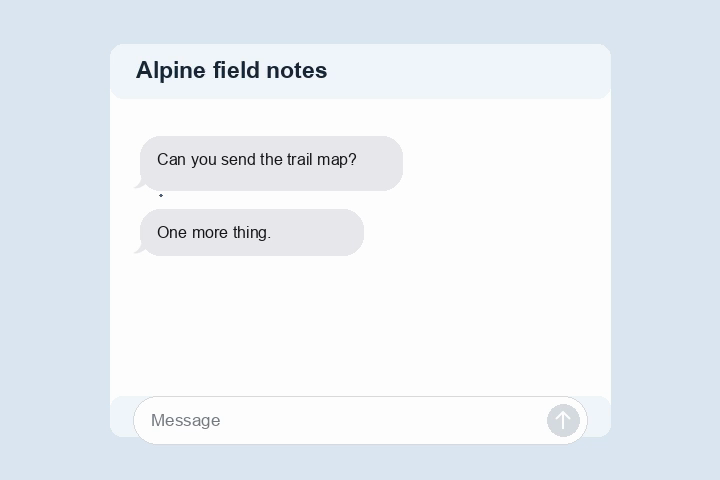 Alpine field notes
Can you send the trail map?
One more thing.
Message